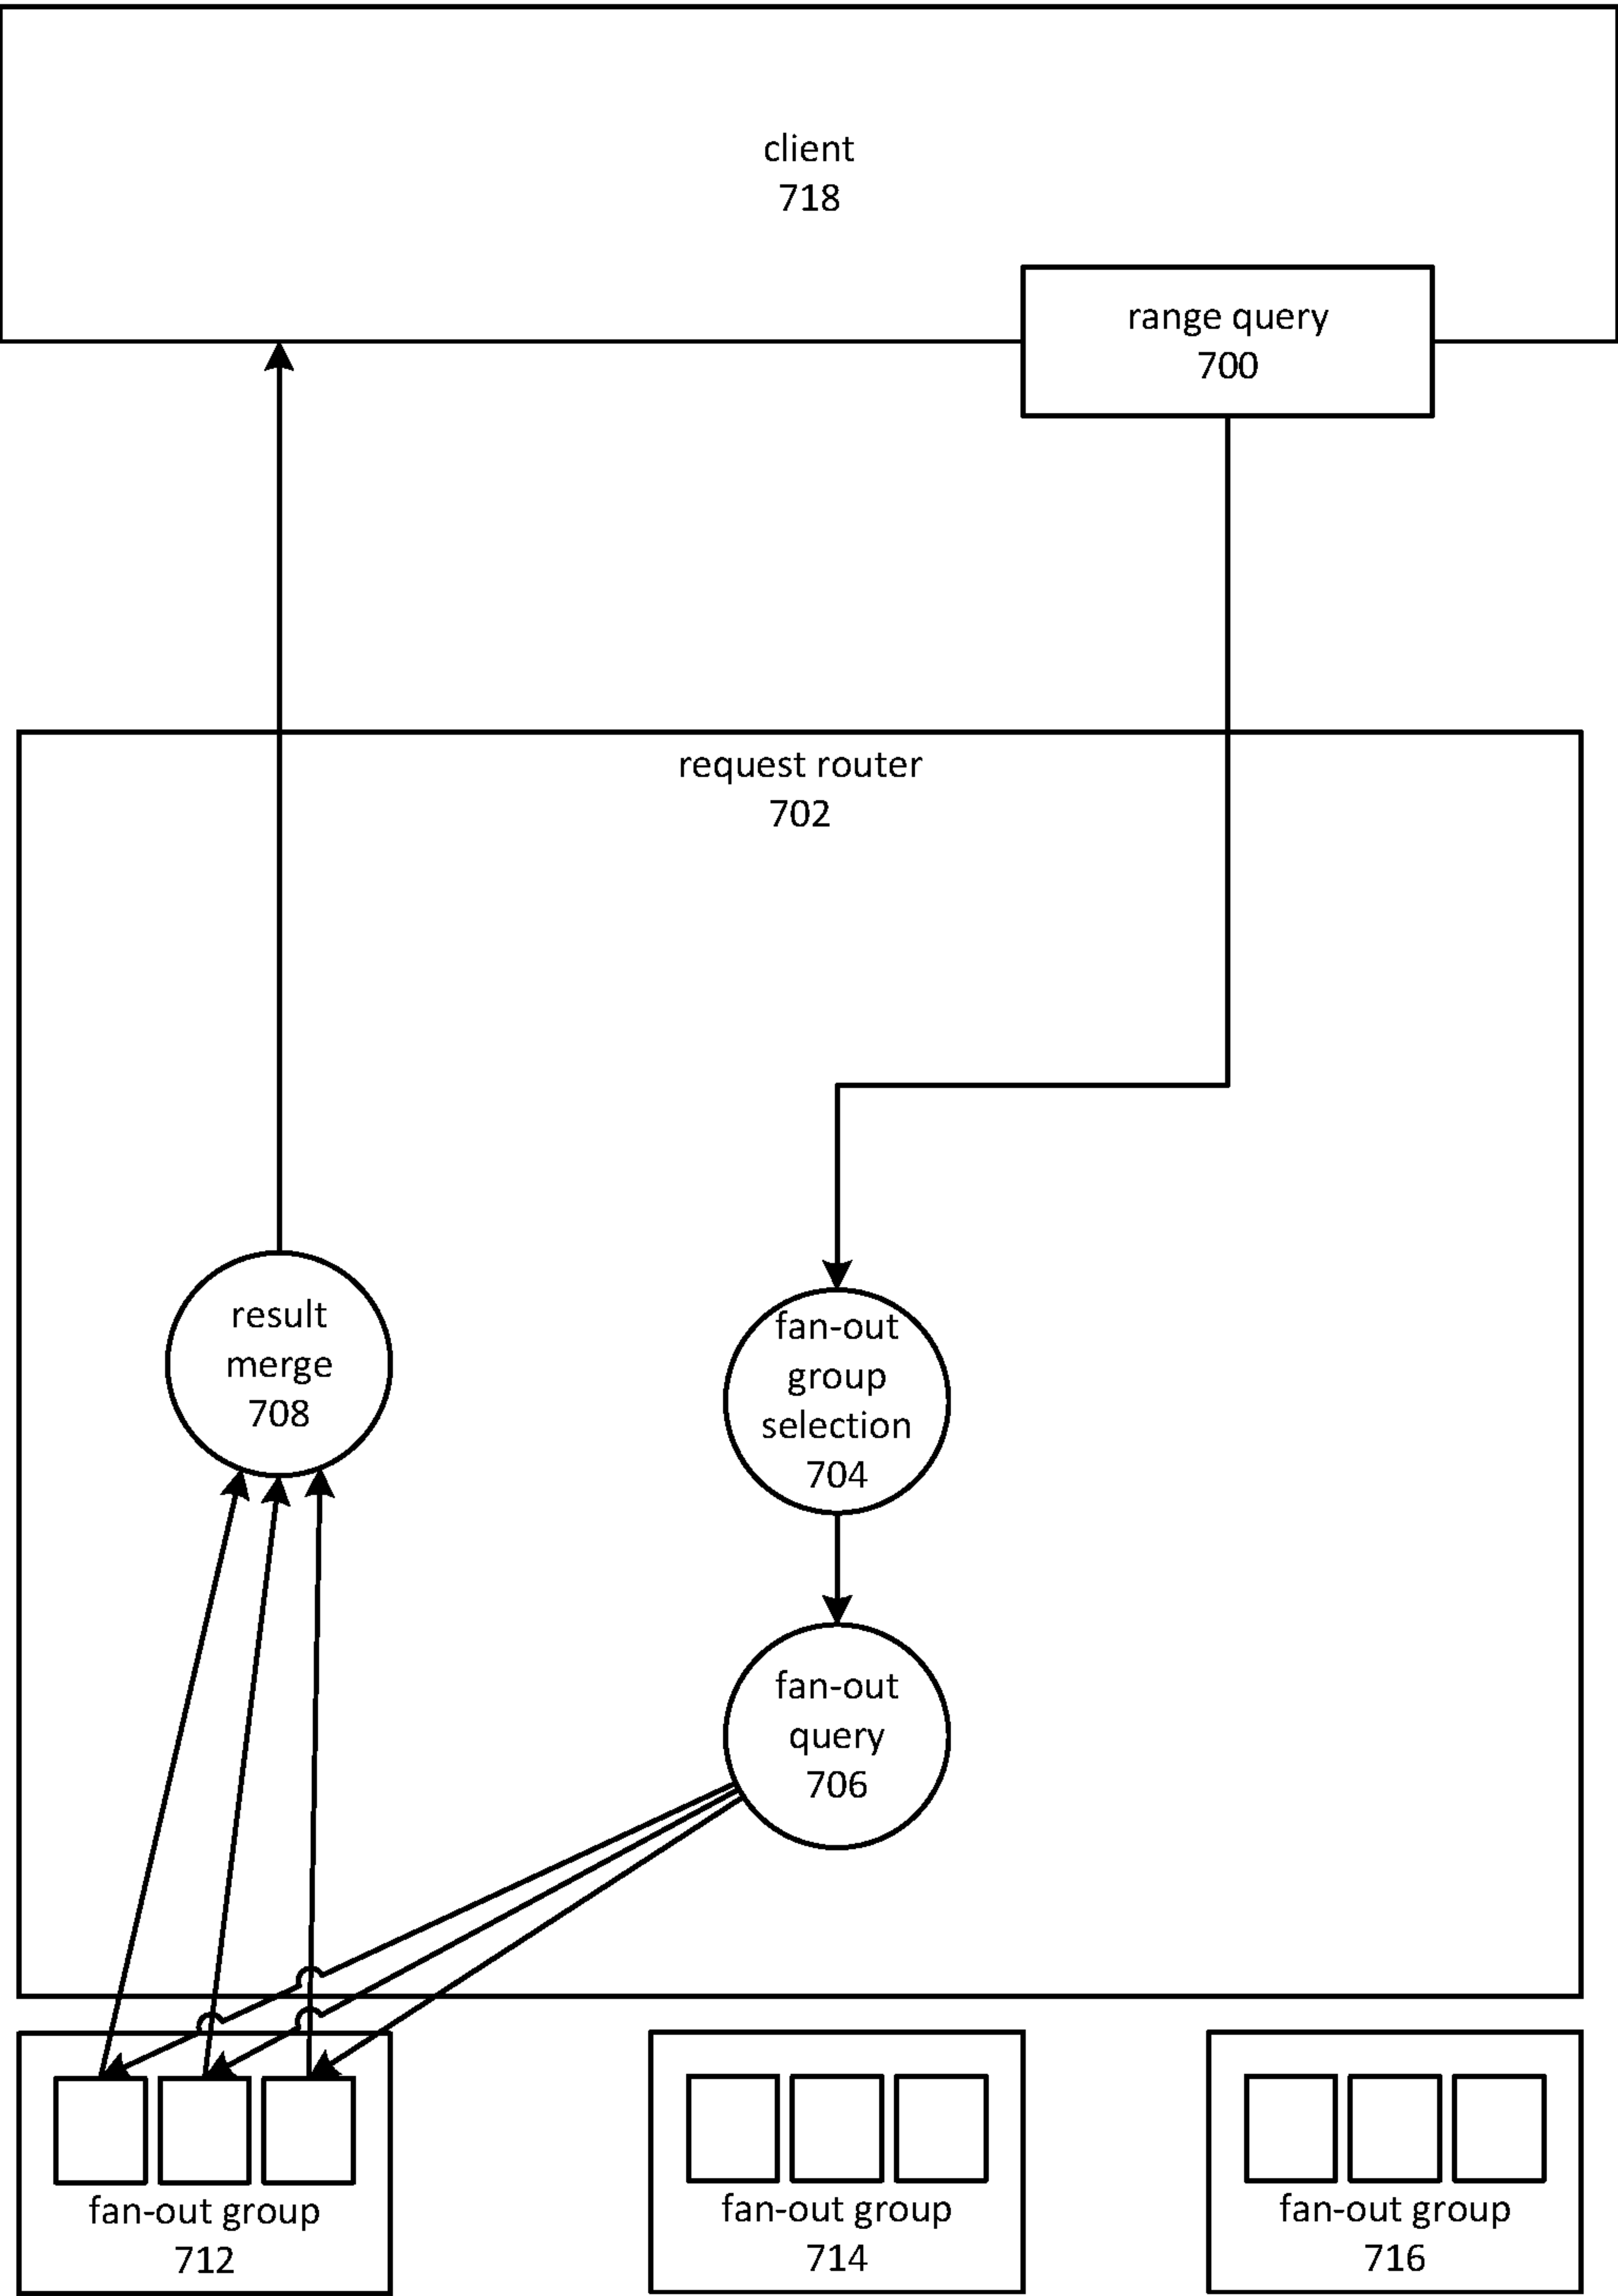 client
718
range query
700
request router
702
result
merge
708
fan-out
group
selection
704
fan-out
query
706
fan-out group
712
fan-out group
714
fan-out group
716